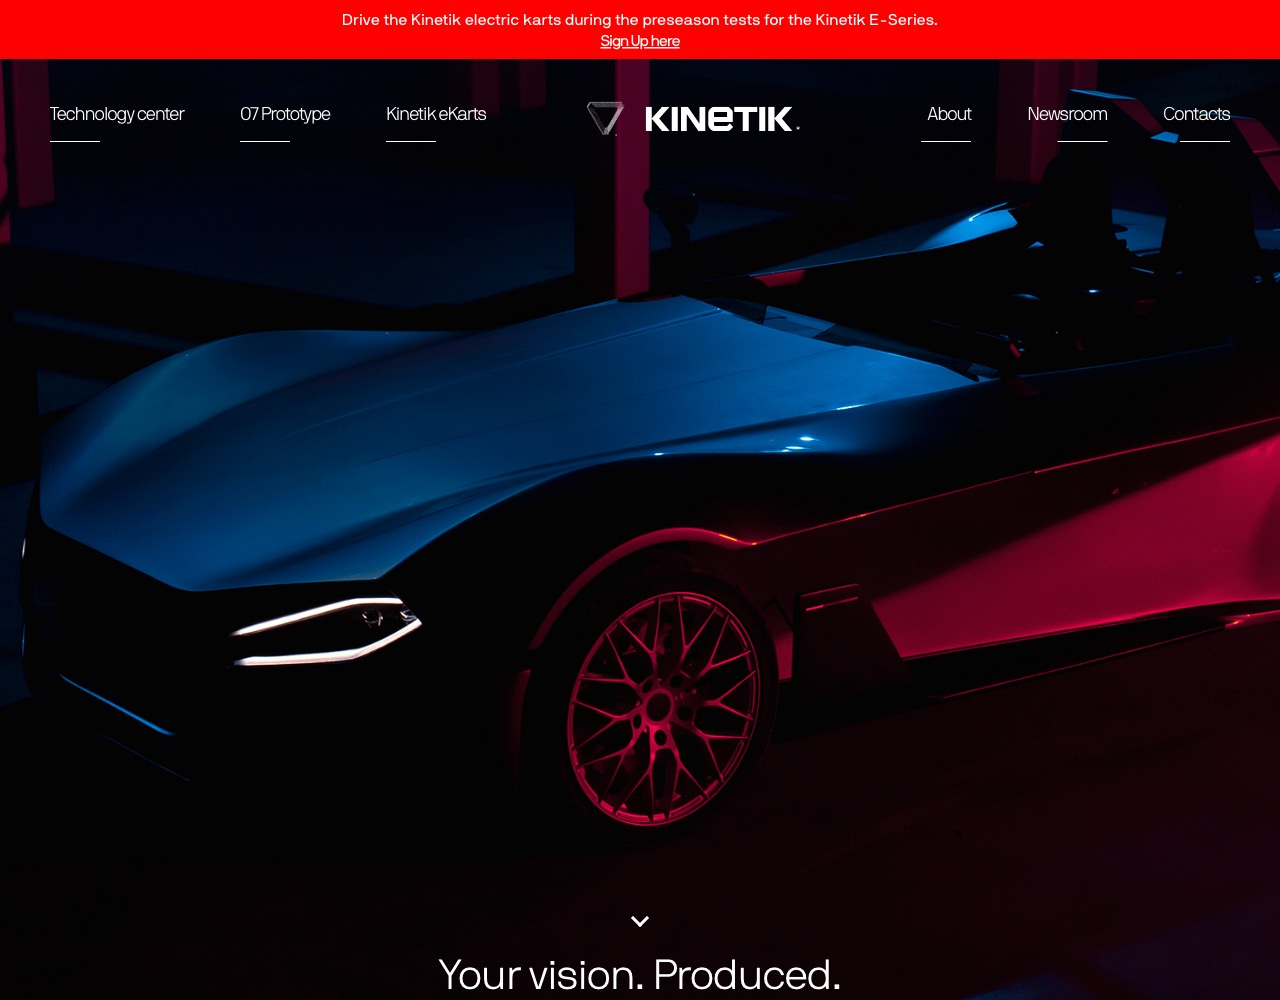 Drive the Kinetik electric karts during the preseason tests for the Kinetik E-Series.
Sign Up here
Technology center
07 Prototype
Kinetik eKarts
KINETIK
About
Newsroom
Contacts
Your vision. Produced.